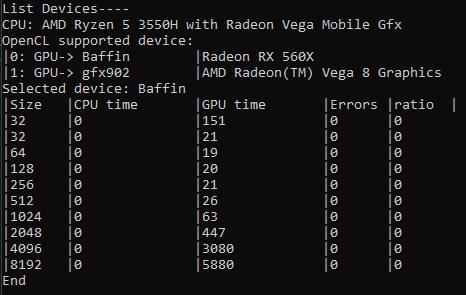 List Devices----
CPU: AMD Ryzen 5 3550H with Radeon Vega Mobile Gfx
OpenCL supported device:
|0: GPU-> Baffin |Radeon RX 560X
|1: GPU-> gfx902 |AMD Radeon(TM) Vega 8 Graphics
Selected device: Baffin
|Size |CPU time |GPU time |Errors |ratio |
|32 |0 |151 |0 |0
|32 |0 |21 |0 |0
|64 |0 |19 |0 |0
|128 |0 |20 |0 |0
|256 |0 |21 |0 |0
|512 |0 |26 |0 |0
|1024 |0 |63 |0 |0
|2048 |0 |447 |0 |0
|4096 |0 |3080 |0 |0
|8192 |0 |5880 |0 |0
End